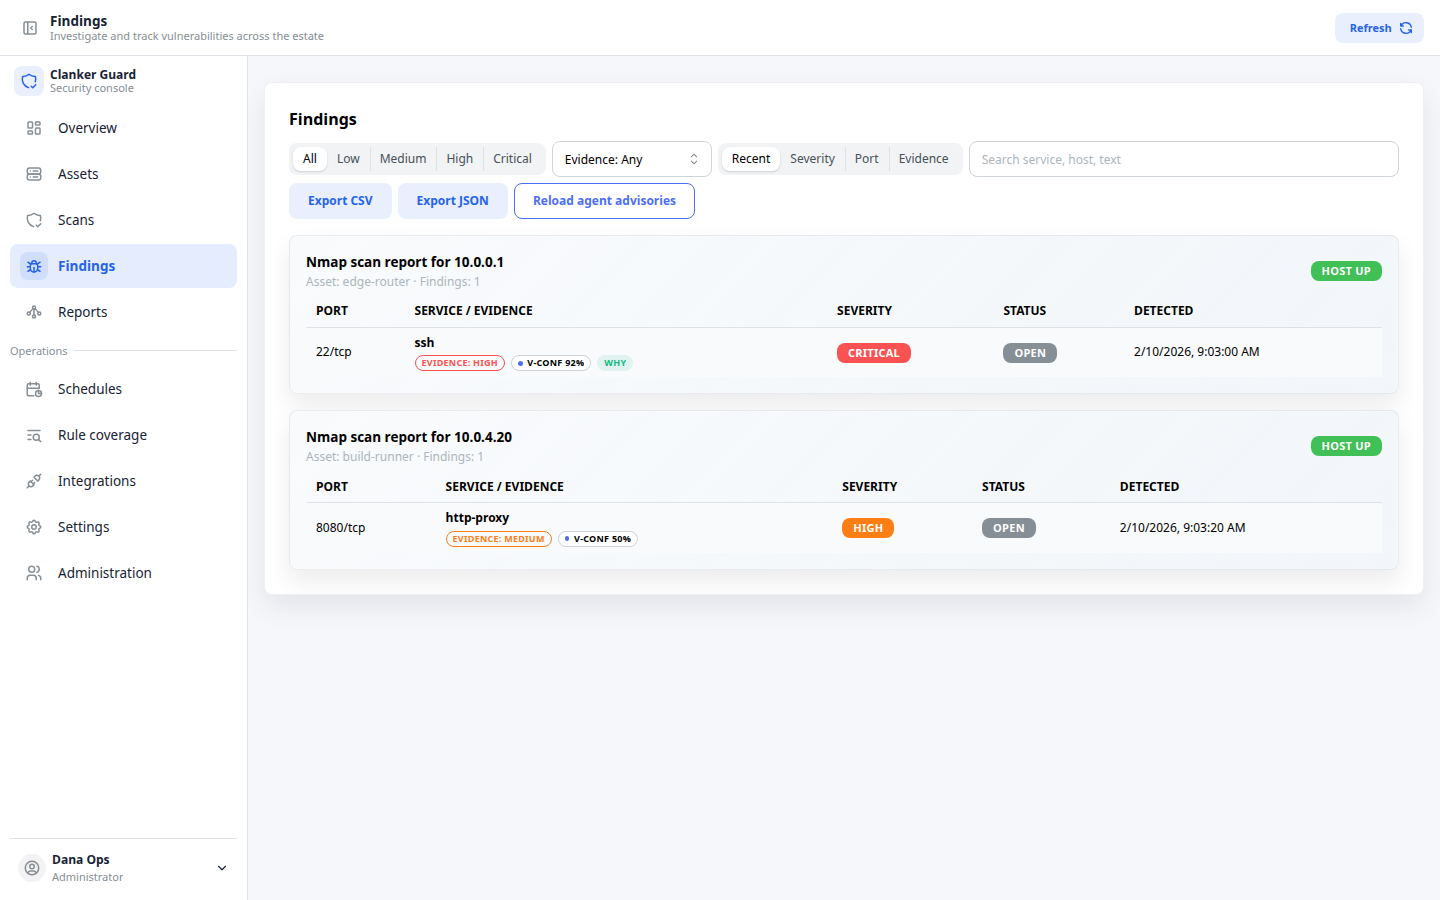 Findings
Investigate and track vulnerabilities across the estate
Refresh
Clanker Guard
Security console
Overview
Assets
Scans
Findings
Reports
Operations
Schedules
Rule coverage
Integrations
Settings
Administration
Dana Ops
Administrator
Findings
All Low Medium High Critical Evidence: Any Recent Severity Port Evidence Search service, host, text
Export CSV Export JSON Reload agent advisories
Nmap scan report for 10.0.0.1
Asset: edge-router · Findings: 1
HOST UP
PORT SERVICE / EVIDENCE SEVERITY STATUS DETECTED
22/tcp ssh CRITICAL OPEN 2/10/2026, 9:03:00 AM
EVIDENCE: HIGH V-CONF 92% WHY
Nmap scan report for 10.0.4.20
Asset: build-runner · Findings: 1
HOST UP
PORT SERVICE / EVIDENCE SEVERITY STATUS DETECTED
8080/tcp http-proxy HIGH OPEN 2/10/2026, 9:03:20 AM
EVIDENCE: MEDIUM V-CONF 50%